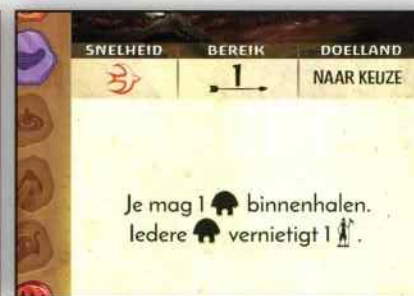 SNELHEID BEREIK DOELLAND
1 NAAR KEUZE
Je mag 1 binnenhalen.
Iedere vernietigt 1 .